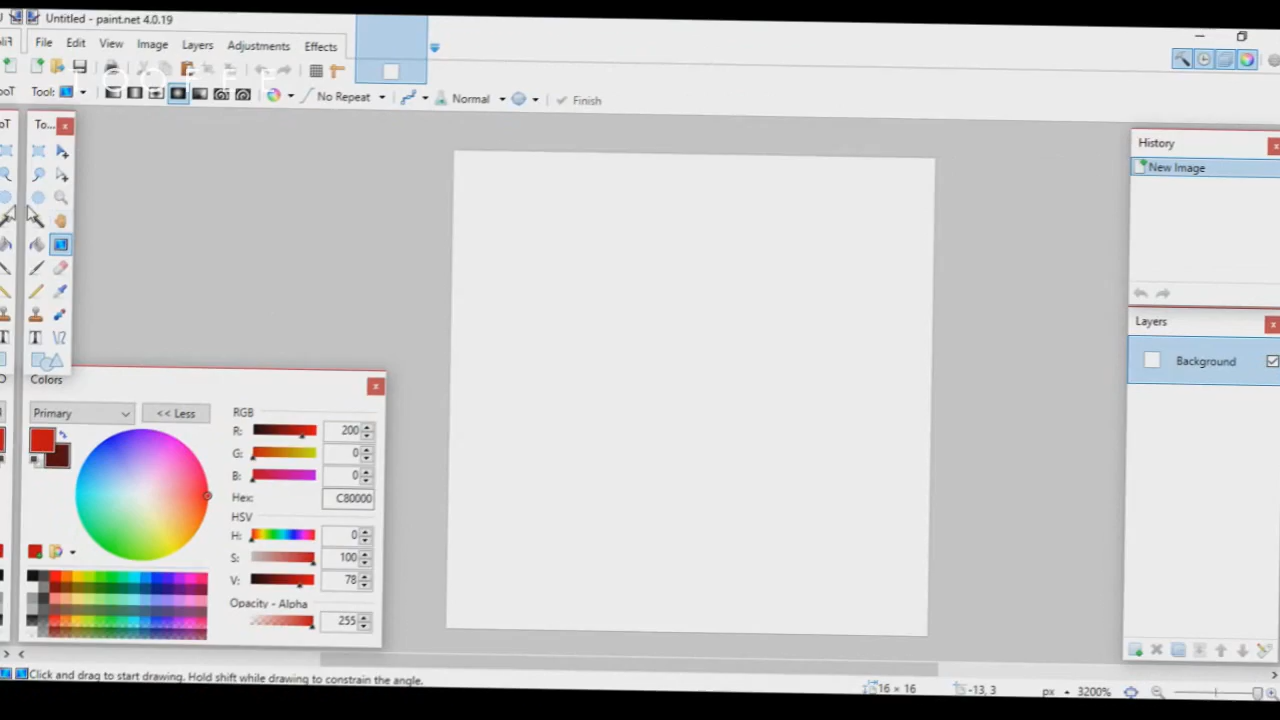 Untitled - paint.net 4.0.19
File Edit View Image Layers Adjustments Effects
Tool: No Repeat Normal Finish
To...
History
New Image
Layers
Background
Colors
Primary << Less
RGB
R: 200
G: 0
B: 0
Hex: C80000
HSV
H: 0
S: 100
V: 78
Opacity - Alpha
255
Click and drag to start drawing. Hold shift while drawing to constrain the angle.
16 × 16 -13, 3 px 3200%